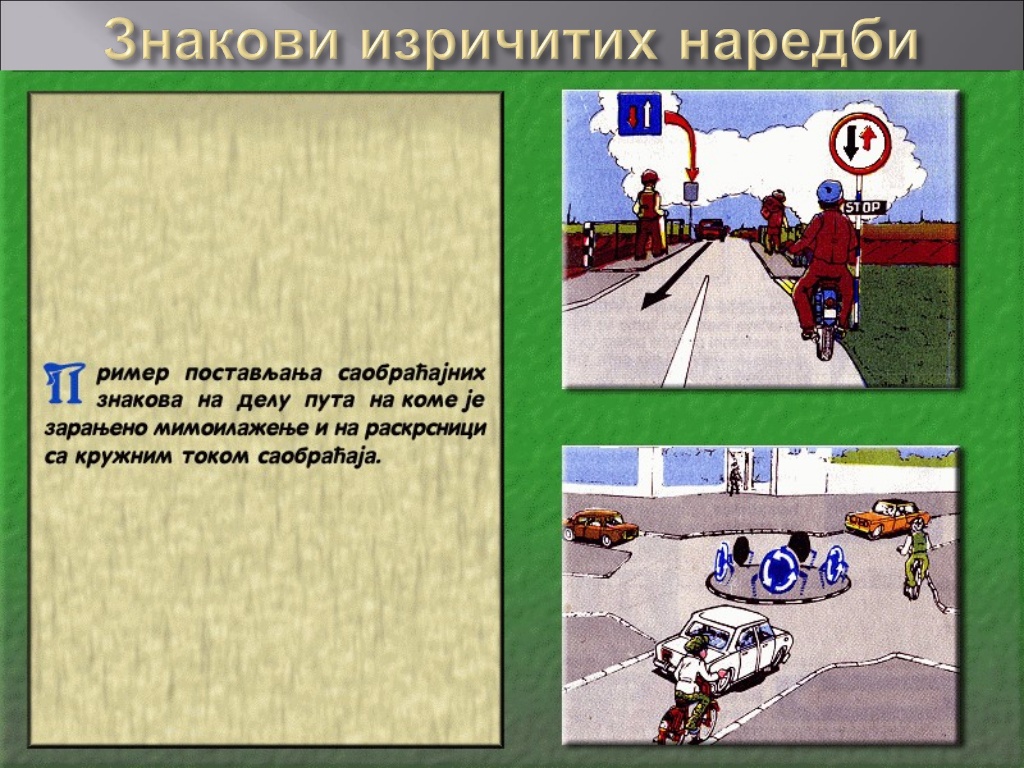 Знакови изричитих наредби
Пример постављања саобраћајних
знакова на делу пута на коме је
зарањено мимоилажење и на раскрсници
са кружним током саобраћаја.
STOP